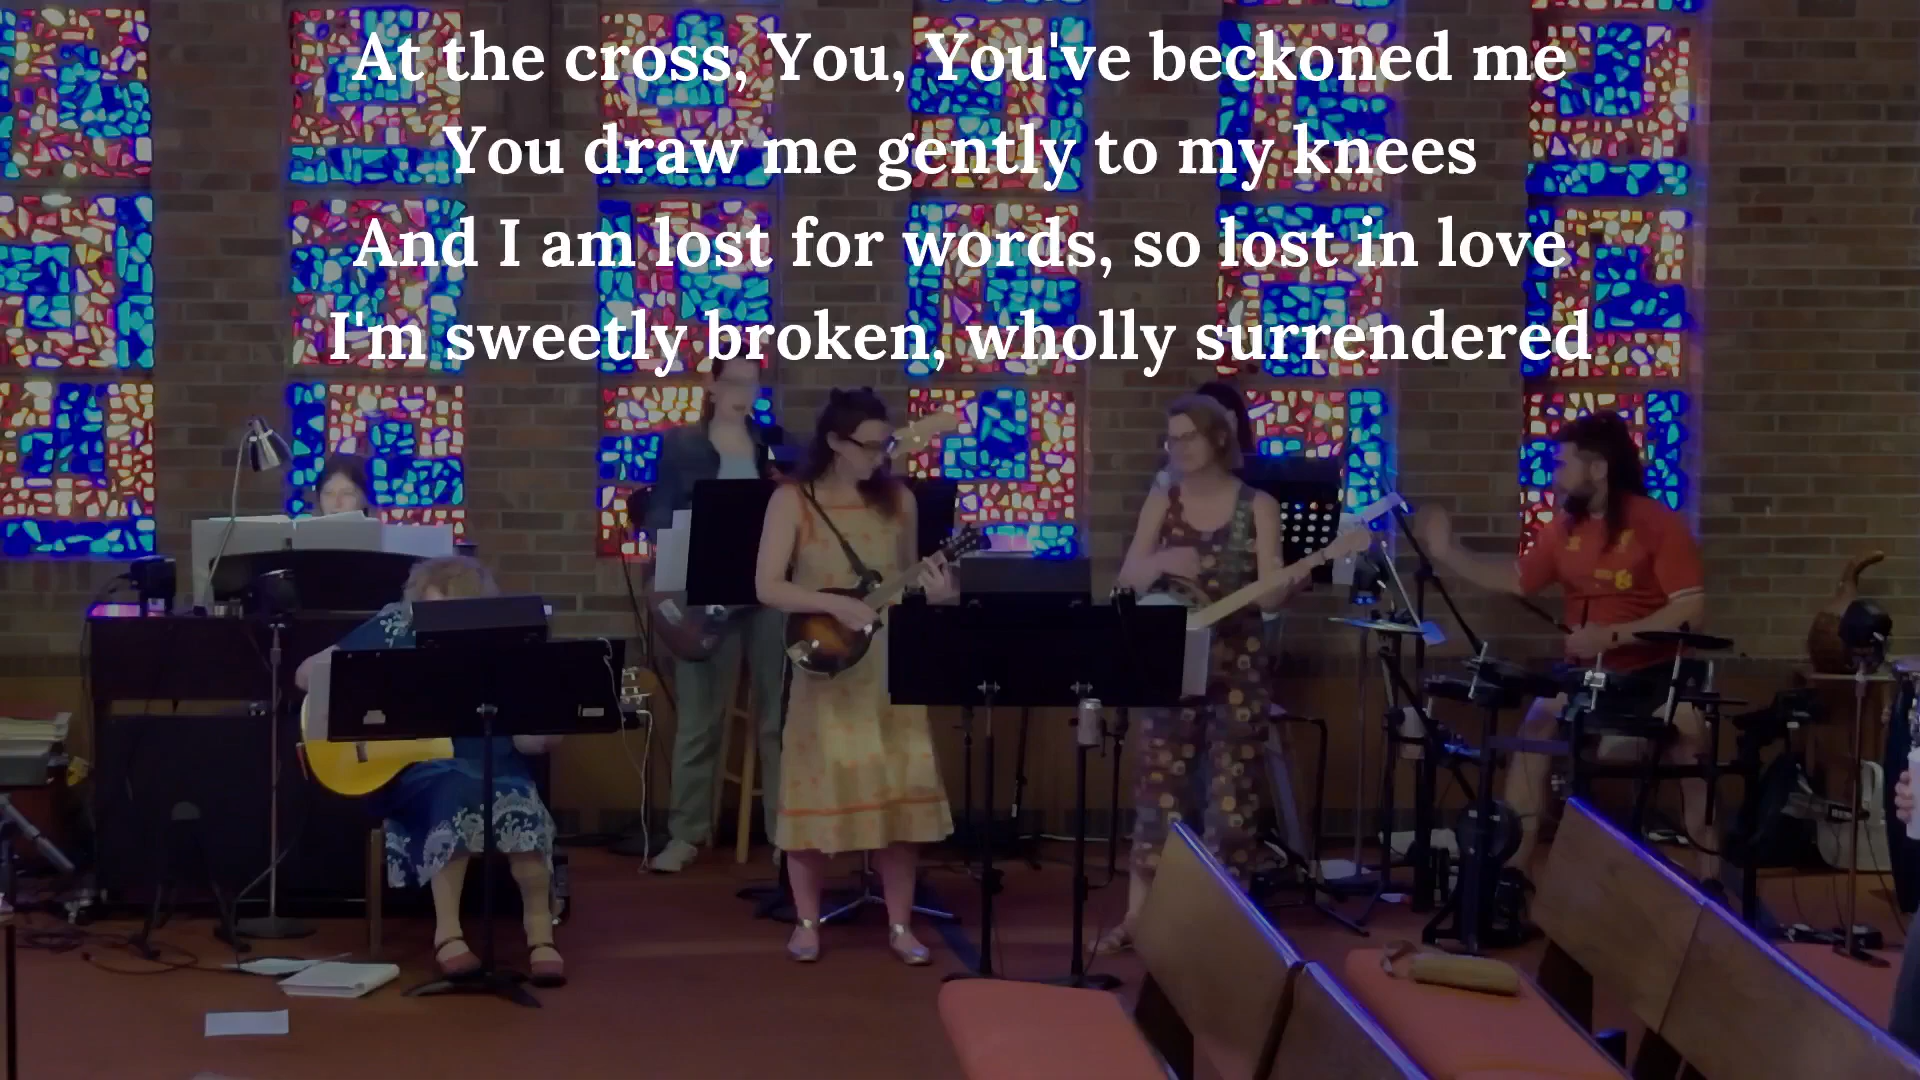 At the cross, You, You've beckoned me
You draw me gently to my knees
And I am lost for words, so lost in love
I'm sweetly broken, wholly surrendered